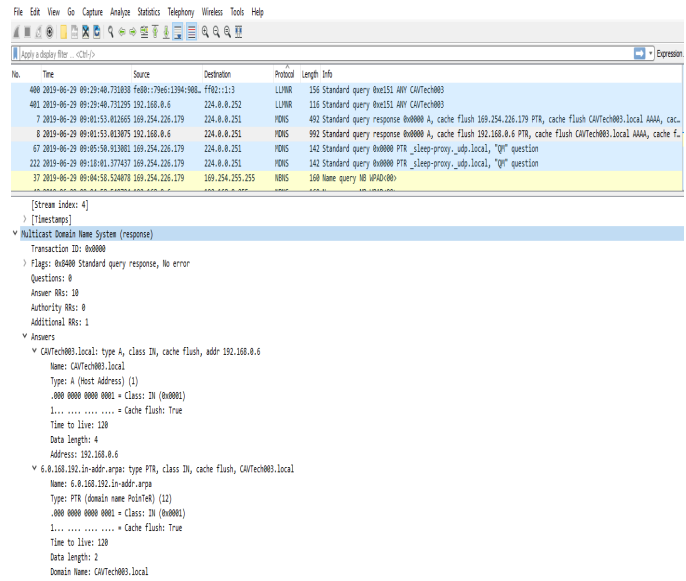 File Edit View Go Capture Analyze Statistics Telephony Wireless Tools Help
Apply a display filter ... <Ctrl-/>
Expression
No. Time Source Destination Protocol Length Info
400 2019-06-29 09:29:40.731038 fe80::79e6:1394:908… ff02::1:3 LLMNR 156 Standard query 0xe151 ANY CAVTech003
401 2019-06-29 09:29:40.731295 192.168.0.6 224.0.0.252 LLMNR 116 Standard query 0xe151 ANY CAVTech003
7 2019-06-29 09:01:53.012665 169.254.226.179 224.0.0.251 MDNS 492 Standard query response 0x0000 A, cache flush 169.254.226.179 PTR, cache flush CAVTech003.local AAAA, cac…
8 2019-06-29 09:01:53.013075 192.168.0.6 224.0.0.251 MDNS 992 Standard query response 0x0000 A, cache flush 192.168.0.6 PTR, cache flush CAVTech003.local AAAA, cache f…
67 2019-06-29 09:05:50.913081 169.254.226.179 224.0.0.251 MDNS 142 Standard query 0x0000 PTR _sleep-proxy._udp.local, "QM" question
222 2019-06-29 09:18:01.377437 169.254.226.179 224.0.0.251 MDNS 142 Standard query 0x0000 PTR _sleep-proxy._udp.local, "QM" question
37 2019-06-29 09:04:58.524078 169.254.226.179 169.254.255.255 NBNS 160 Name query NB WPAD<00>
[Stream index: 4]
[Timestamps]
Multicast Domain Name System (response)
Transaction ID: 0x0000
Flags: 0x8400 Standard query response, No error
Questions: 0
Answer RRs: 10
Authority RRs: 0
Additional RRs: 1
Answers
CAVTech003.local: type A, class IN, cache flush, addr 192.168.0.6
Name: CAVTech003.local
Type: A (Host Address) (1)
.000 0000 0000 0001 = Class: IN (0x0001)
1... .... .... .... = Cache flush: True
Time to live: 120
Data length: 4
Address: 192.168.0.6
6.0.168.192.in-addr.arpa: type PTR, class IN, cache flush, CAVTech003.local
Name: 6.0.168.192.in-addr.arpa
Type: PTR (domain name PoinTeR) (12)
.000 0000 0000 0001 = Class: IN (0x0001)
1... .... .... .... = Cache flush: True
Time to live: 120
Data length: 2
Domain Name: CAVTech003.local